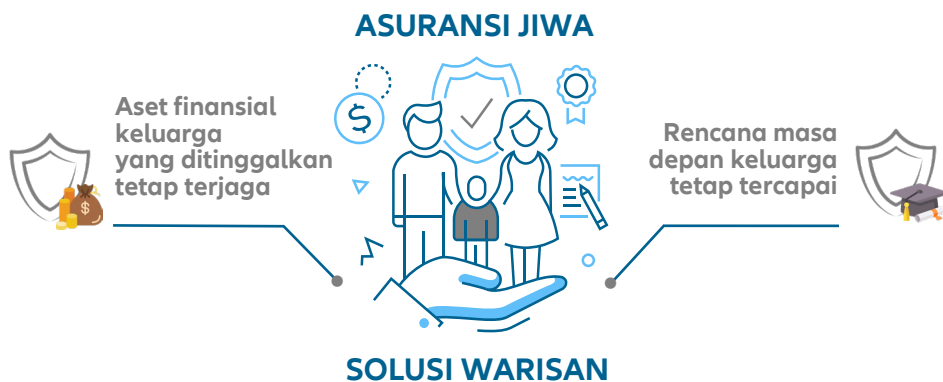 ASURANSI JIWA
Aset finansial
keluarga
yang ditinggalkan
tetap terjaga
Rencana masa
depan keluarga
tetap tercapai
$
$
SOLUSI WARISAN